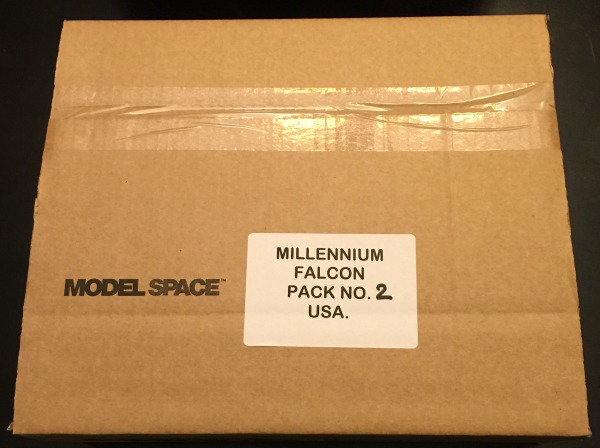 MODEL SPACE™
MILLENNIUM
FALCON
PACK NO. 2
USA.